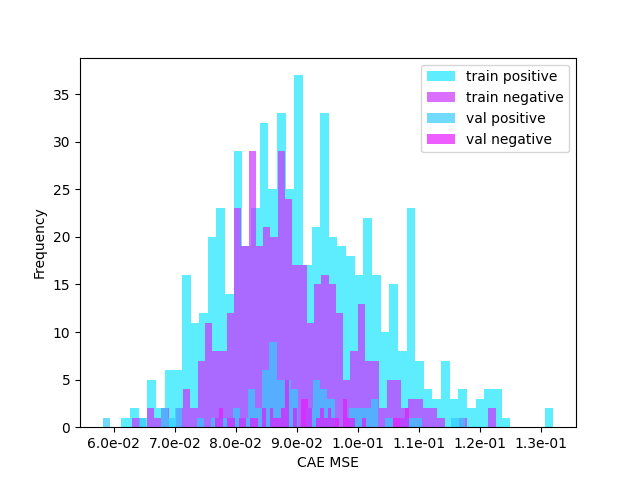 train positive
train negative
val positive
val negative
Frequency
35
30
25
20
15
10
5
0
6.0e-02 7.0e-02 8.0e-02 9.0e-02 1.0e-01 1.1e-01 1.2e-01 1.3e-01
CAE MSE